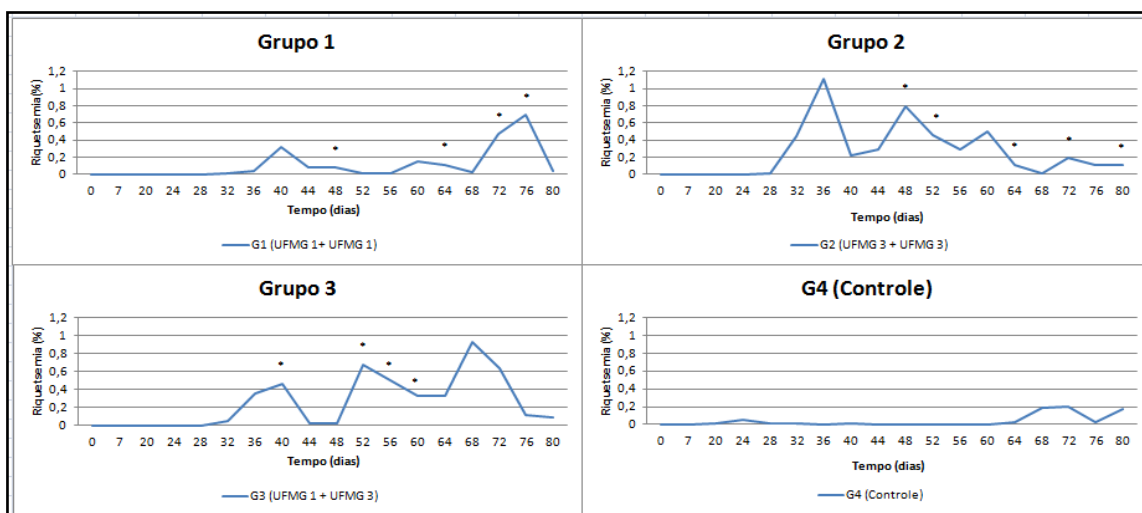 Grupo 1
Riquetsemia (%)
1,2
1
0,8
0,6
0,4
0,2
0
* * * *
0 7 20 24 28 32 36 40 44 48 52 56 60 64 68 72 76 80
Tempo (dias)
G1 (UFMG 1+ UFMG 1)
Grupo 2
Riquetsemia (%)
1,2
1
0,8
0,6
0,4
0,2
0
* * * * *
0 7 20 24 28 32 36 40 44 48 52 56 60 64 68 72 76 80
Tempo (dias)
G2 (UFMG 3 + UFMG 3)
Grupo 3
Riquetsemia (%)
1,2
1
0,8
0,6
0,4
0,2
0
* * * *
0 7 20 24 28 32 36 40 44 48 52 56 60 64 68 72 76 80
Tempo (dias)
G3 (UFMG 1 + UFMG 3)
G4 (Controle)
Riquetsemia (%)
1,2
1
0,8
0,6
0,4
0,2
0
0 7 20 24 28 32 36 40 44 48 52 56 60 64 68 72 76 80
Tempo (dias)
G4 (Controle)